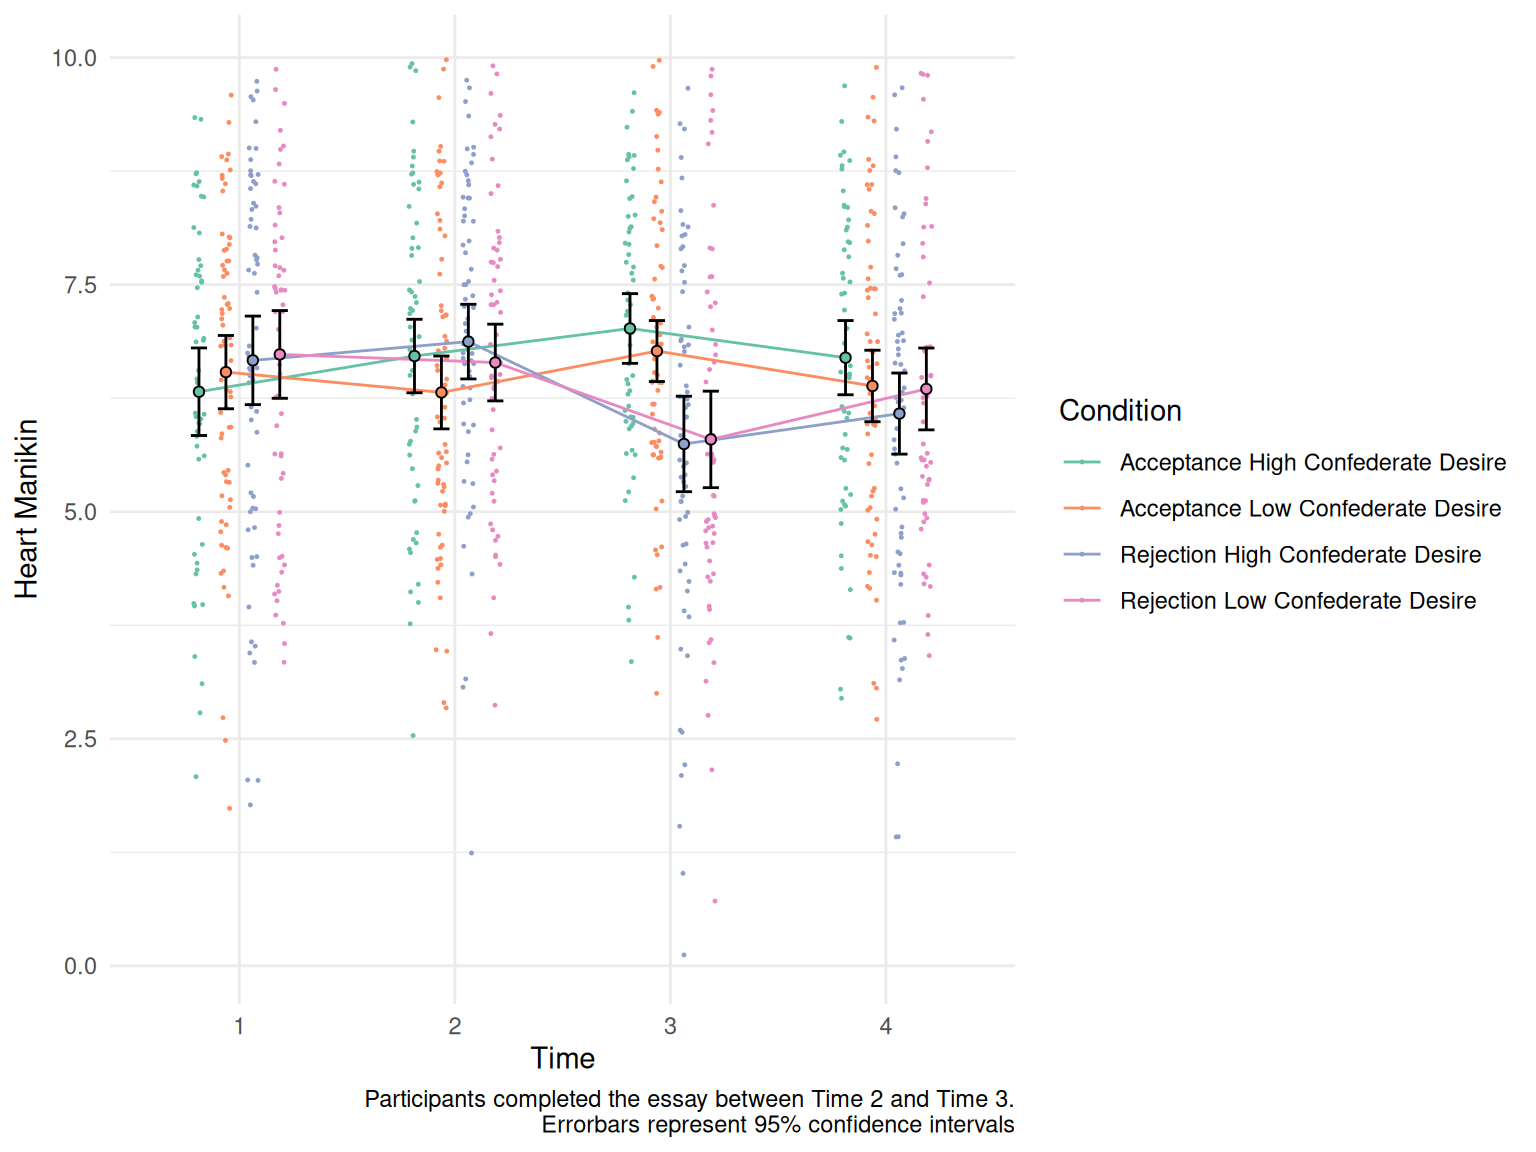 10.0
7.5
5.0
2.5
0.0
Heart Manikin
1 2 3 4
Time
Participants completed the essay between Time 2 and Time 3.
Errorbars represent 95% confidence intervals
Condition
Acceptance High Confederate Desire
Acceptance Low Confederate Desire
Rejection High Confederate Desire
Rejection Low Confederate Desire